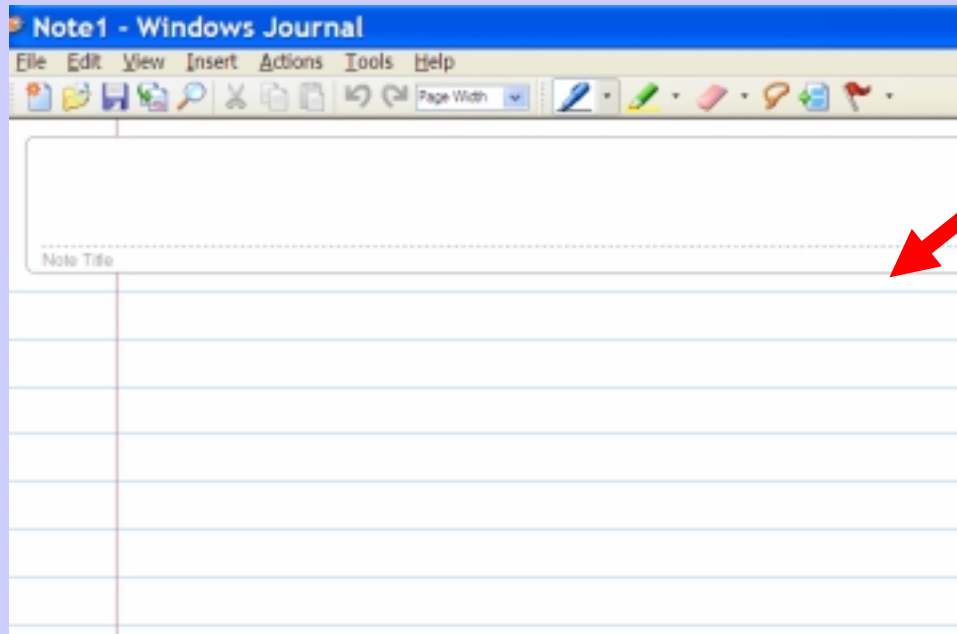 Note1 - Windows Journal
File Edit View Insert Actions Tools Help
Page Width
Note Title